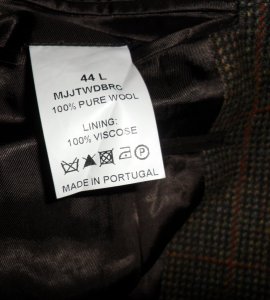 44 L
MJJTWDBRC
100% PURE WOOL
LINING:
100% VISCOSE
P
MADE IN PORTUGAL